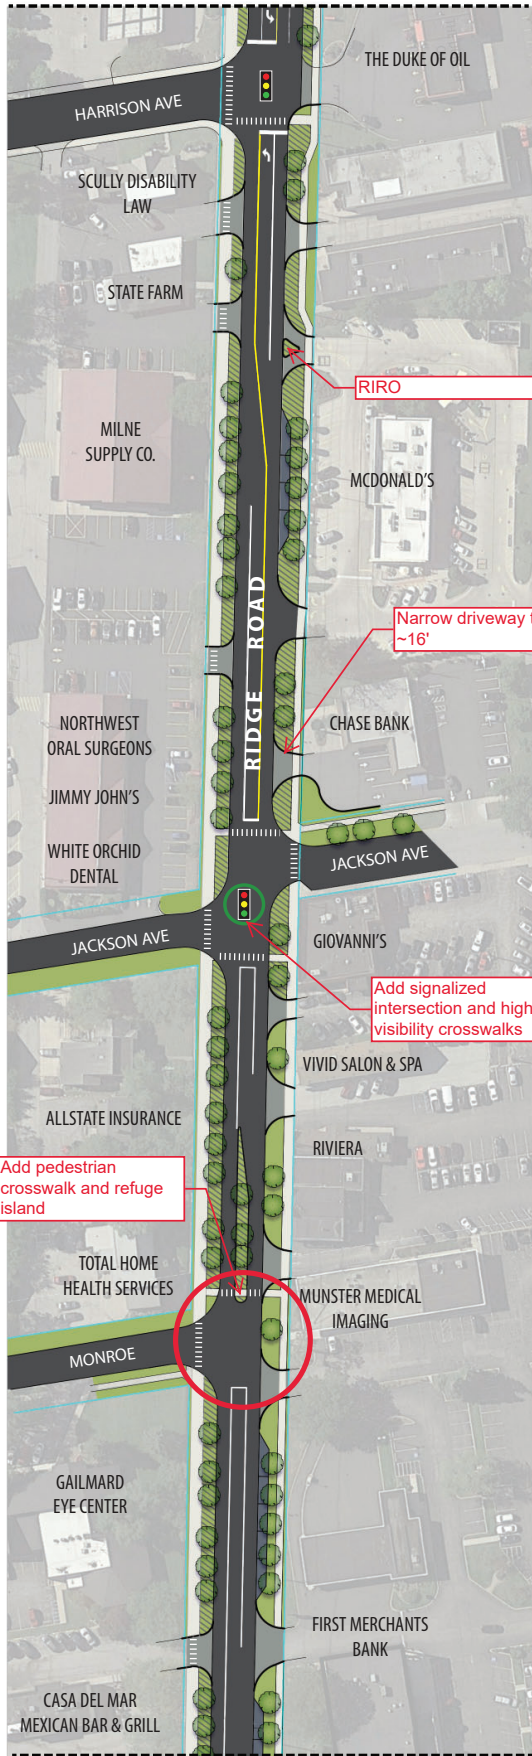 THE DUKE OF OIL
HARRISON AVE
SCULLY DISABILITY
LAW
STATE FARM
RIRO
MILNE
SUPPLY CO.
MCDONALD'S
RIDGE ROAD
Narrow driveway t
~16'
NORTHWEST
ORAL SURGEONS
CHASE BANK
JIMMY JOHN'S
WHITE ORCHID
DENTAL
JACKSON AVE
JACKSON AVE
GIOVANNI'S
Add signalized
intersection and high
visibility crosswalks
VIVID SALON & SPA
ALLSTATE INSURANCE
RIVIERA
Add pedestrian
crosswalk and refuge
island
TOTAL HOME
HEALTH SERVICES
MUNSTER MEDICAL
IMAGING
MONROE
GAILMARD
EYE CENTER
FIRST MERCHANTS
BANK
CASA DEL MAR
MEXICAN BAR & GRILL